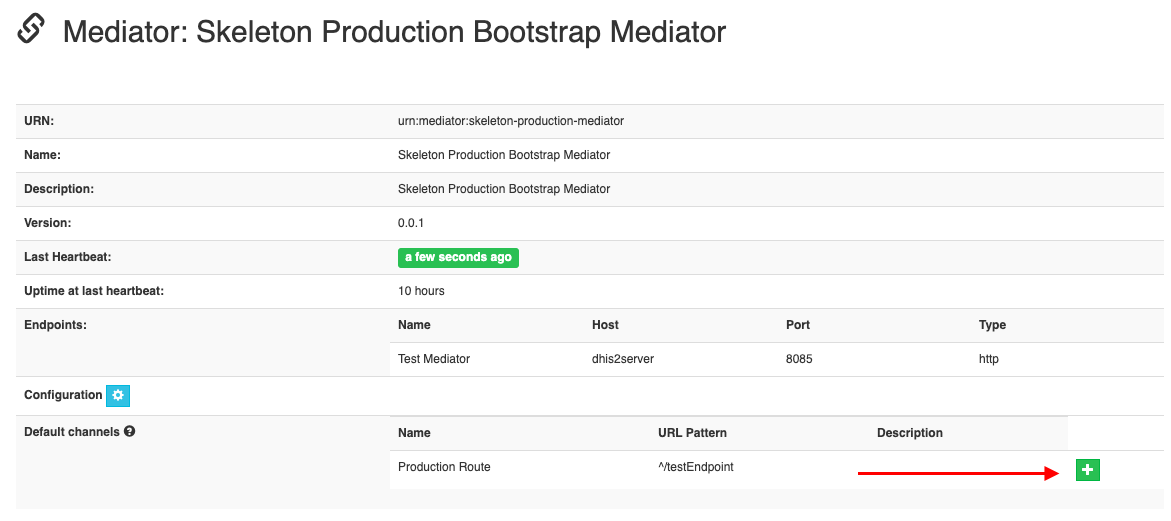 Mediator: Skeleton Production Bootstrap Mediator
URN: urn:mediator:skeleton-production-mediator
Name: Skeleton Production Bootstrap Mediator
Description: Skeleton Production Bootstrap Mediator
Version: 0.0.1
Last Heartbeat: a few seconds ago
Uptime at last heartbeat: 10 hours
Endpoints: Name Host Port Type
Test Mediator dhis2server 8085 http
Configuration
Default channels Name URL Pattern Description
Production Route ^/testEndpoint